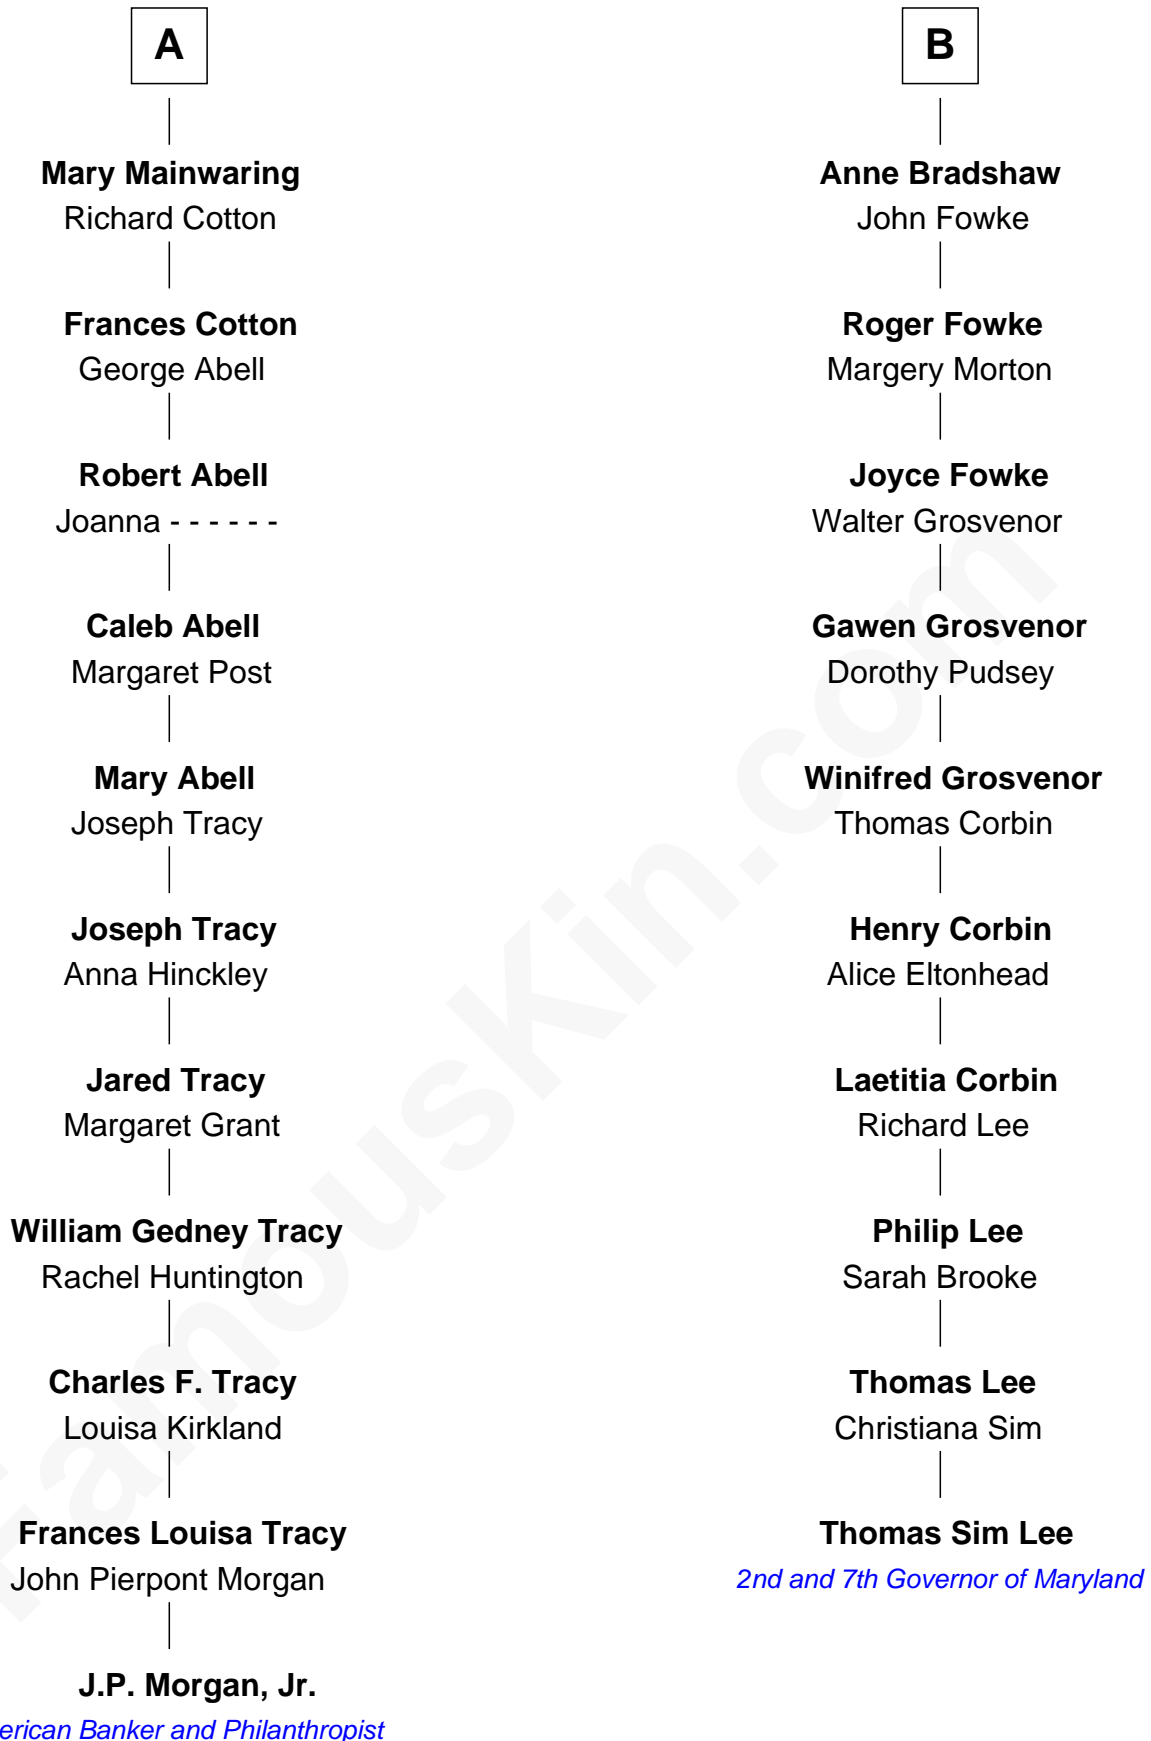 A
Mary Mainwaring
Richard Cotton
Frances Cotton
George Abell
Robert Abell
Joanna - - - - - -
Caleb Abell
Margaret Post
Mary Abell
Joseph Tracy
Joseph Tracy
Anna Hinckley
Jared Tracy
Margaret Grant
William Gedney Tracy
Rachel Huntington
Charles F. Tracy
Louisa Kirkland
Frances Louisa Tracy
John Pierpont Morgan
J.P. Morgan, Jr.
erican Banker and Philanthropist
B
Anne Bradshaw
John Fowke
Roger Fowke
Margery Morton
Joyce Fowke
Walter Grosvenor
Gawen Grosvenor
Dorothy Pudsey
Winifred Grosvenor
Thomas Corbin
Henry Corbin
Alice Eltonhead
Laetitia Corbin
Richard Lee
Philip Lee
Sarah Brooke
Thomas Lee
Christiana Sim
Thomas Sim Lee
2nd and 7th Governor of Maryland
FamousKin.com